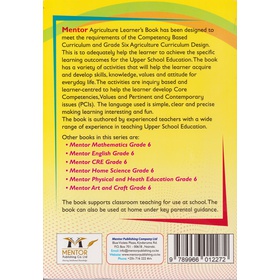 Mentor Agriculture Learner's Book has been designed to
meet the requirements of the Competency Based
Curriculum and Grade Six Agriculture Curriculum Design.
This is to adequately help the learner to achieve the specific
learning outcomes for the Upper School Education. The book
has a variety of activities that will help the learner acquire
and develop skills, knowledge, values and attitude for
everyday life. The activities are inquiry based and
learner-centred to help the learner develop Core
Competencies, Values and Pertinent and Contemporary
issues (PCIs). The language used is simple, clear and precise
making learning interesting and fun.
The book is authored by experienced teachers with a wide
range of experience in teaching Upper School Education.
Other books in this series are:
• Mentor Mathematics Grade 6
• Mentor English Grade 6
• Mentor CRE Grade 6
• Mentor Home Science Grade 6
• Mentor Physical and Heath Education Grade 6
• Mentor Art and Craft Grade 6
The book supports classroom teaching for use at school. The
book can also be used at home under key parental guidance.
MENTOR
Publishing Co. Ltd
Mentor Publishing Company Ltd
9 789966 012272